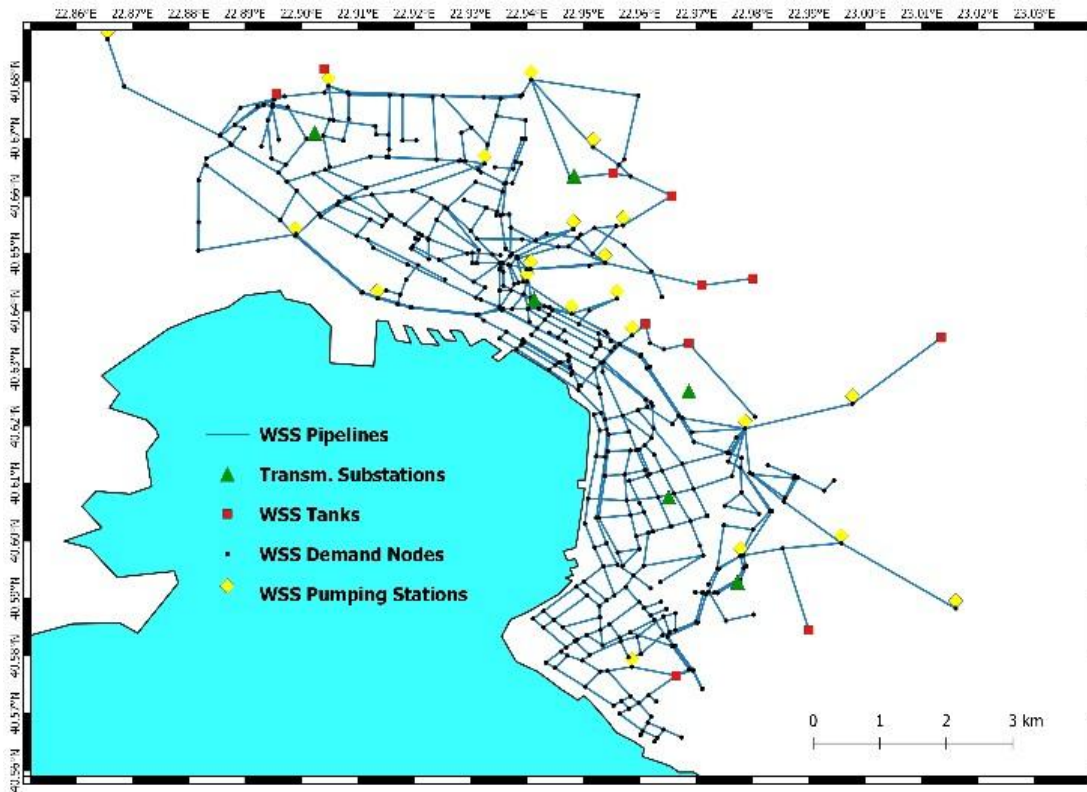 22.86°E 22.87°E 22.88°E 22.89°E 22.90°E 22.91°E 22.92°E 22.93°E 22.94°E 22.95°E 22.96°E 22.97°E 22.98°E 22.99°E 23.00°E 23.01°E 23.02°E 23.03°E
40.68°N
40.67°N
40.66°N
40.65°N
40.64°N
40.63°N
40.62°N
40.61°N
40.60°N
40.59°N
40.58°N
40.57°N
40.56°N
WSS Pipelines
Transm. Substations
WSS Tanks
WSS Demand Nodes
WSS Pumping Stations
0 1 2 3 km